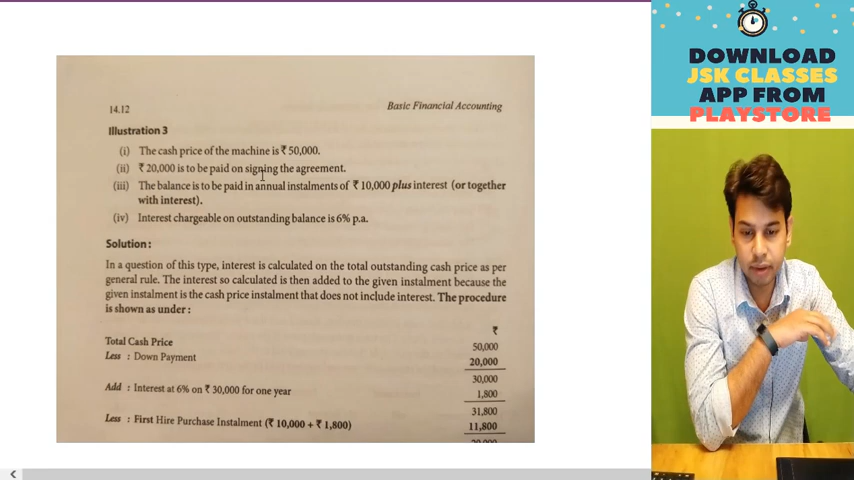 DOWNLOAD
JSK CLASSES
APP FROM
PLAYSTORE
14.12 Basic Financial Accounting
Illustration 3
(i) The cash price of the machine is ₹ 50,000.
(ii) ₹ 20,000 is to be paid on signing the agreement.
(iii) The balance is to be paid in annual instalments of ₹ 10,000 plus interest (or together
with interest).
(iv) Interest chargeable on outstanding balance is 6% p.a.
Solution :
In a question of this type, interest is calculated on the total outstanding cash price as per
general rule. The interest so calculated is then added to the given instalment because the
given instalment is the cash price instalment that does not include interest. The procedure
is shown as under :
₹
Total Cash Price 50,000
Less : Down Payment 20,000
30,000
Add : Interest at 6% on ₹ 30,000 for one year 1,800
31,800
Less : First Hire Purchase Instalment (₹ 10,000 + ₹ 1,800) 11,800